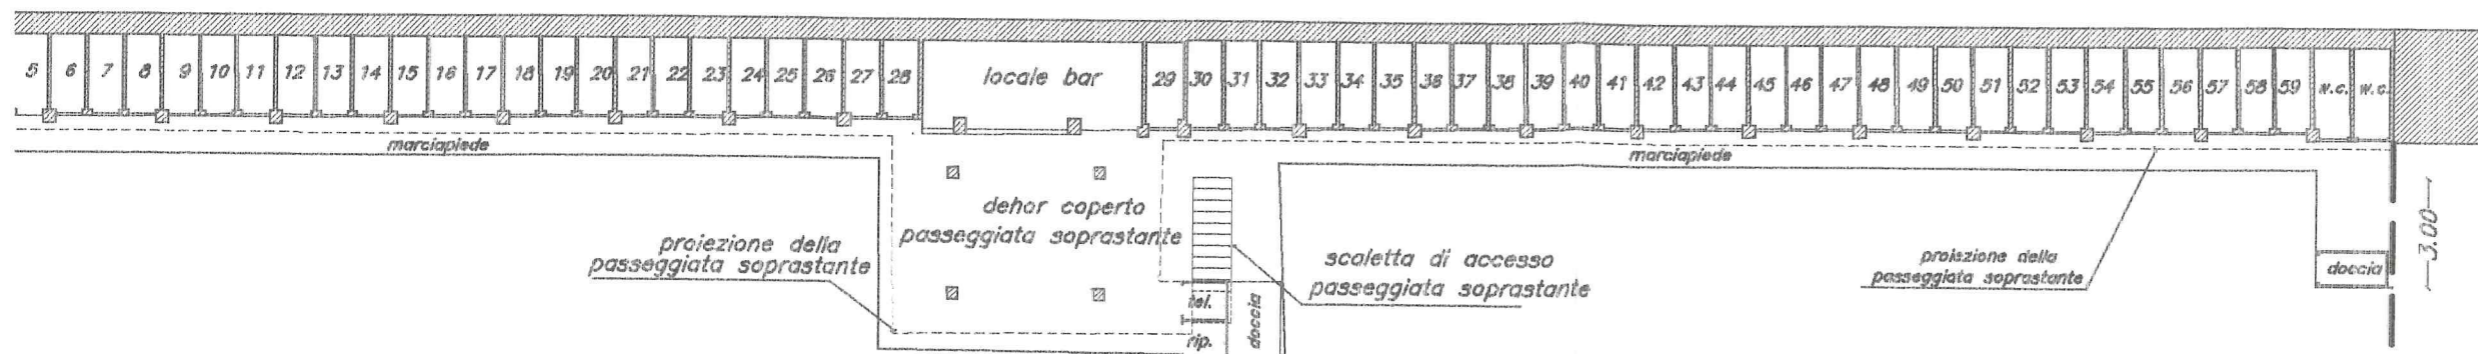 5 6 7 8 9 10 11 12 13 14 15 16 17 18 19 20 21 22 23 24 25 26 27 28 locale bar 29 30 31 32 33 34 35 36 37 38 39 40 41 42 43 44 45 46 47 48 49 50 51 52 53 54 55 56 57 58 59 w.c. w.c.
marciapiede
marciapiede
dehor coperto
passeggiata soprastante
proiezione della
passeggiata soprastante
scaletta di accesso
passeggiata soprastante
proiezione della
passeggiata soprastante
doccia
3.00
tel.
doccia
rip.